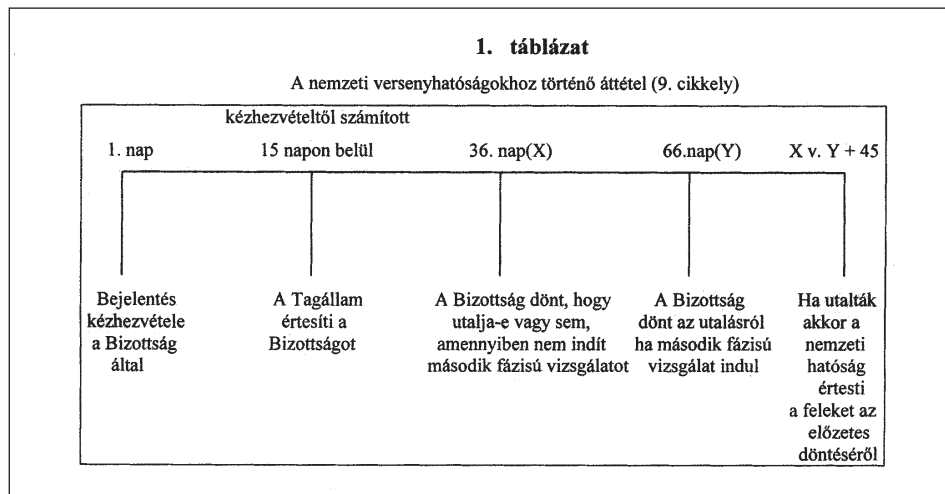 1. táblázat
A nemzeti versenyhatóságokhoz történő áttétel (9. cikkely)
kézhezvételtől számított
1. nap 15 napon belül 36. nap(X) 66.nap(Y) X v. Y + 45
Bejelentés
kézhezvétele
a Bizottság
által
A Tagállam
értesíti a
Bizottságot
A Bizottság dönt, hogy
utalja-e vagy sem,
amennyiben nem indít
második fázisú vizsgálatot
A Bizottság
dönt az utalásról
ha második fázisú
vizsgálat indul
Ha utalták
akkor a
nemzeti
hatóság
értesti
a feleket az
előzetes
döntéséről